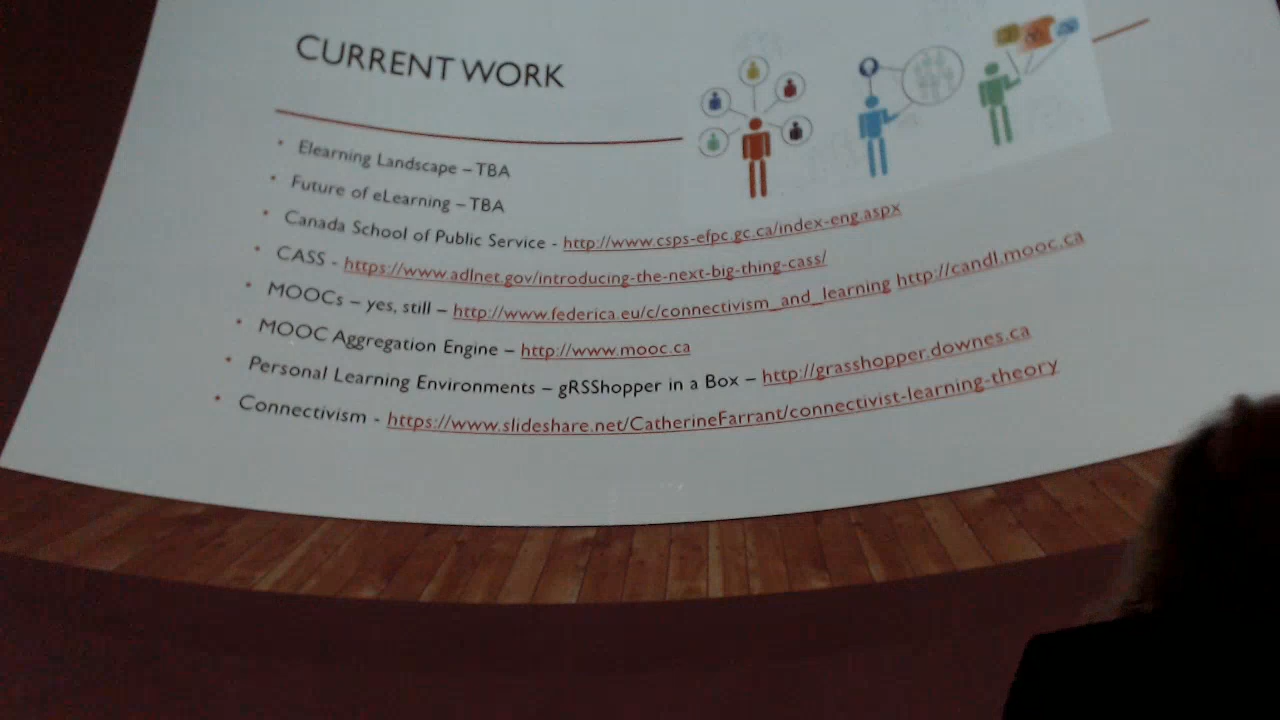 CURRENT WORK
Elearning Landscape – TBA
Future of eLearning – TBA
Canada School of Public Service - http://www.csps-efpc.gc.ca/index-eng.aspx
CASS - https://www.adlnet.gov/introducing-the-next-big-thing-cass/
MOOCs – yes, still – http://www.federica.eu/c/connectivism_and_learning http://candl.mooc.ca
MOOC Aggregation Engine – http://www.mooc.ca
Personal Learning Environments – gRSShopper in a Box – http://grasshopper.downes.ca
Connectivism - https://www.slideshare.net/CatherineFarrant/connectivist-learning-theory